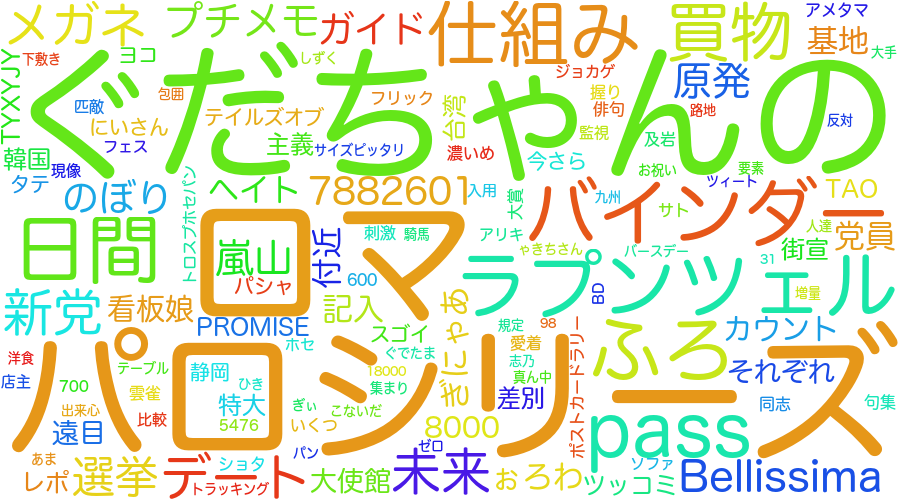 メガネ
プチメモ
ガイド
仕組み
買物
アメタマ
基地
大手
下敷き
ヨコ
しずく
ジョカゲ
原発
TYXYJY
ぐだちゃんの
匹敵
包囲
フリック
握り
俳句
路地
反対
にいさん
テイルズオブ
台湾
監視
及岩
フェス
主義
サイズピッタリ
濃いめ
今さら
韓国
現像
お祝い
要素
タテ
のぼり
トロスブホセパン
ヘイト
7882601
入用
大賞
バインダー
九州
ツィート
TAO
サト
人達
党員
日間
嵐山
付近
刺激
騎馬
アリキ
ゃきちさん
バースデー
街宣
パシャ
600
ラプンツェル
31
BD
増量
新党
看板娘
記入
ぎにゃあ
PROMISE
スゴイ
規定
98
カウント
パロマシリーズ
ホセ
ぐでたま
愛着
志乃
真ん中
ふろ
ポストカードドラリー
それぞれ
洋食
テーブル
静岡
18000
店主
700
雲雀
ひき
集まり
差別
同志
句集
出来心
特大
ぎぃ
こないだ
比較
5476
いくつ
8000
pass
遠目
パン
ゼロ
あま
レポ
選挙
デート
ショタ
トラッキング
大使館
未来
おろわ
ソファ
ツッコミ
Bellissima